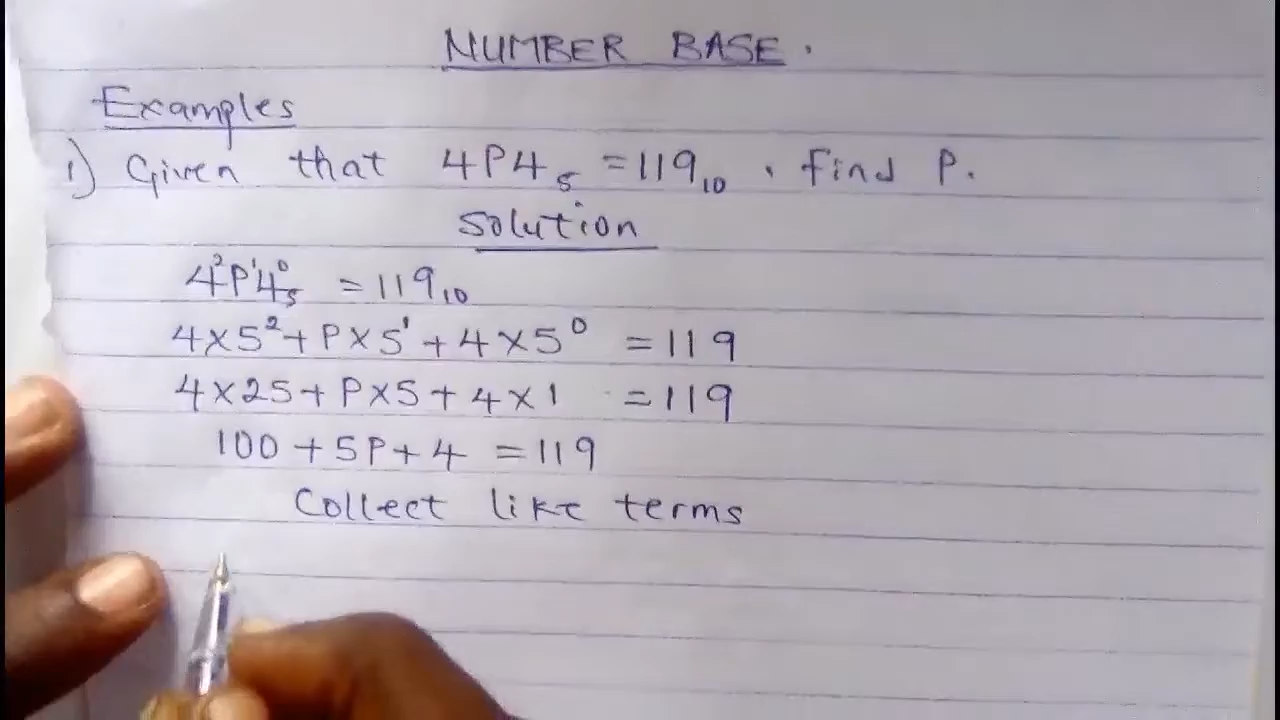 NUMBER BASE.
Examples
1) Given that 4P4₅ = 119₁₀. Find P.
Solution
4²P¹4⁰₅ = 119₁₀
4×5²+P×5¹+4×5⁰ = 119
4×25+P×5+4×1 = 119
100+5P+4 = 119
Collect like terms